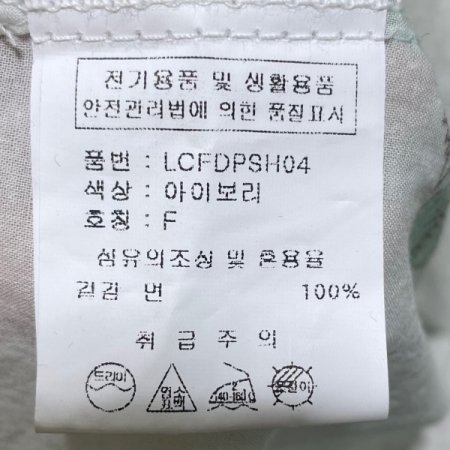 전기용품 및 생활용품
안전관리법에 의한 품질표시
품번 : LCFDPSH04
색상 : 아이보리
호칭 : F
섬유의조성 및 혼용율
겉감 면 100%
취급주의
드라이